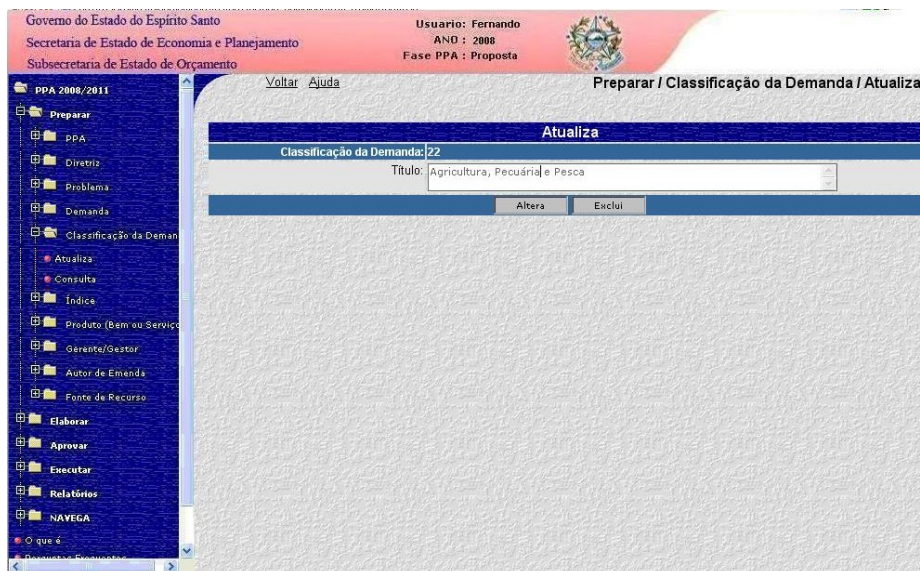 Governo do Estado do Espírito Santo
Secretaria de Estado de Economia e Planejamento
Subsecretaria de Estado de Orçamento
Usuario: Fernando
ANO : 2008
Fase PPA : Proposta
Voltar Ajuda
Preparar / Classificação da Demanda / Atualiza
PPA 2008/2011
Preparar
PPA
Diretriz
Problema
Demanda
Classificação da Deman
Atualiza
Consulta
Índice
Produto (Bem ou Serviço
Gerente/Gestor
Autor de Emenda
Fonte de Recurso
Elaborar
Aprovar
Executar
Relatórios
NAVEGA
O que é
Perguntas Frequentes
Atualiza
Classificação da Demanda: 22
Título: Agricultura, Pecuária e Pesca
Altera Exclui